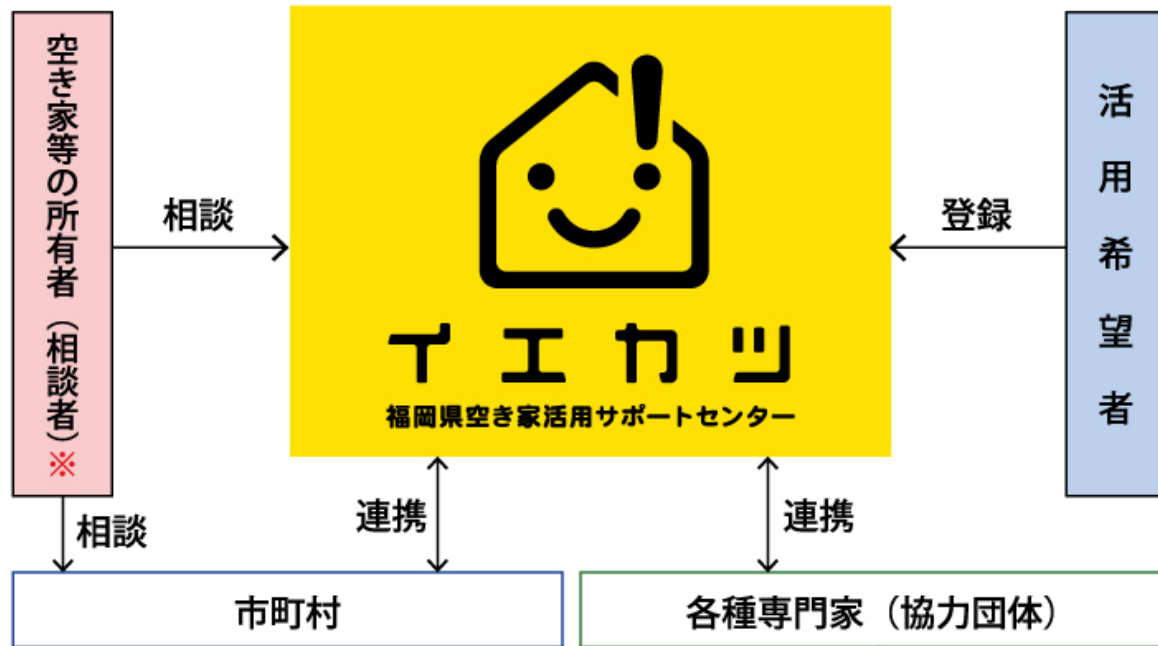 空き家等の所有者（相談者）※
相談
イエカツ
福岡県空き家活用サポートセンター
登録
活用希望者
相談
連携
連携
市町村
各種専門家（協力団体）